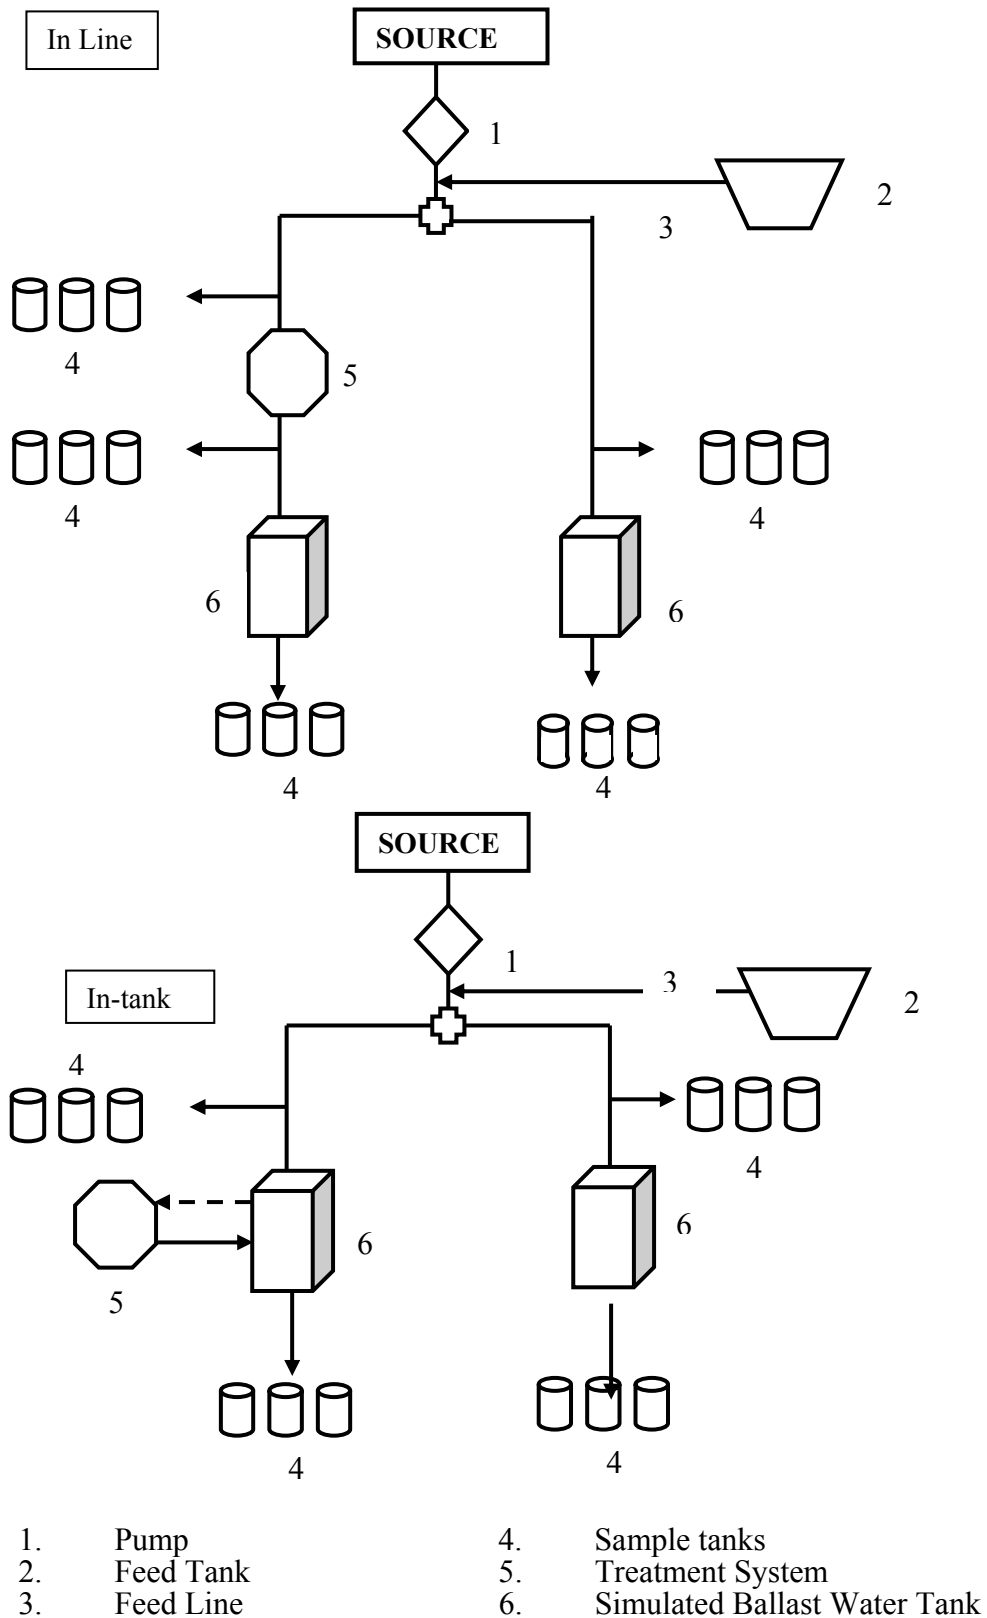 In Line
SOURCE
1
2
3
4
5
4
4
6
6
4
4
SOURCE
1
3
2
In-tank
4
4
6
6
5
4
4
1. Pump
2. Feed Tank
3. Feed Line
4. Sample tanks
5. Treatment System
6. Simulated Ballast Water Tank